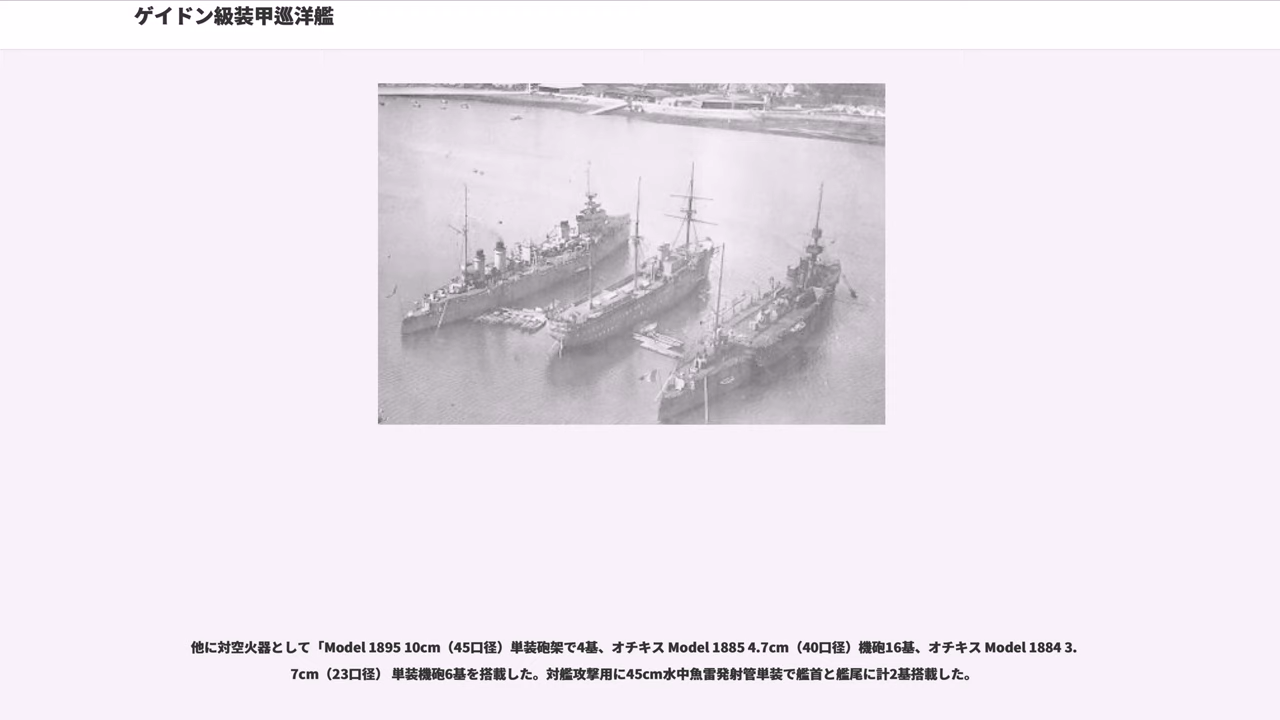 ゲイドン級装甲巡洋艦
他に対空火器として「Model 1895 10cm（45口径）単装砲架で4基、オチキス Model 1885 4.7cm（40口径）機砲16基、オチキス Model 1884 3.
7cm（23口径） 単装機砲6基を搭載した。対艦攻撃用に45cm水中魚雷発射管単装で艦首と艦尾に計2基搭載した。